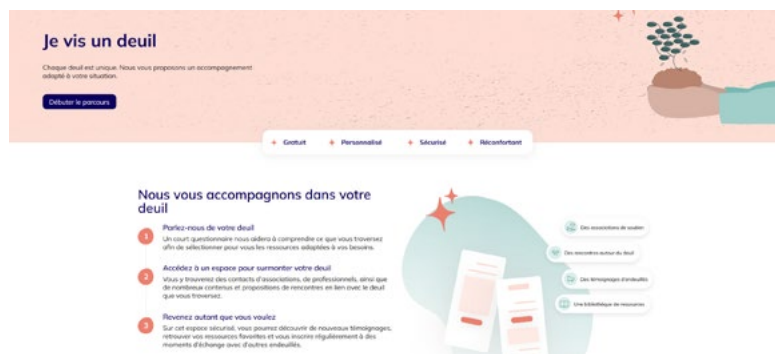 Je vis un deuil
Chaque deuil est unique. Nous vous proposons un accompagnement
adapté à votre situation.
Débuter le parcours
Gratuit
Personnalisé
Sécurisé
Réconfortant
Nous vous accompagnons dans votre
deuil
1
Parlez-nous de votre deuil
Un court questionnaire nous aidera à comprendre ce que vous traversez
afin de sélectionner pour vous les ressources adaptées à vos besoins.
2
Accédez à un espace pour surmonter votre deuil
Vous y trouverez des contacts d'associations, de professionnels, ainsi que
de nombreux contenus et propositions de rencontres en lien avec le deuil
que vous traversez.
3
Revenez autant que vous voulez
Sur cet espace sécurisé, vous pourrez découvrir de nouveaux témoignages,
retrouver vos ressources favorites et vous inscrire régulièrement à des
moments d'échange avec d'autres endeuillés.
Des associations de soutien
Des rencontres autour du deuil
Des témoignages d'endeuillés
Une bibliothèque de ressources